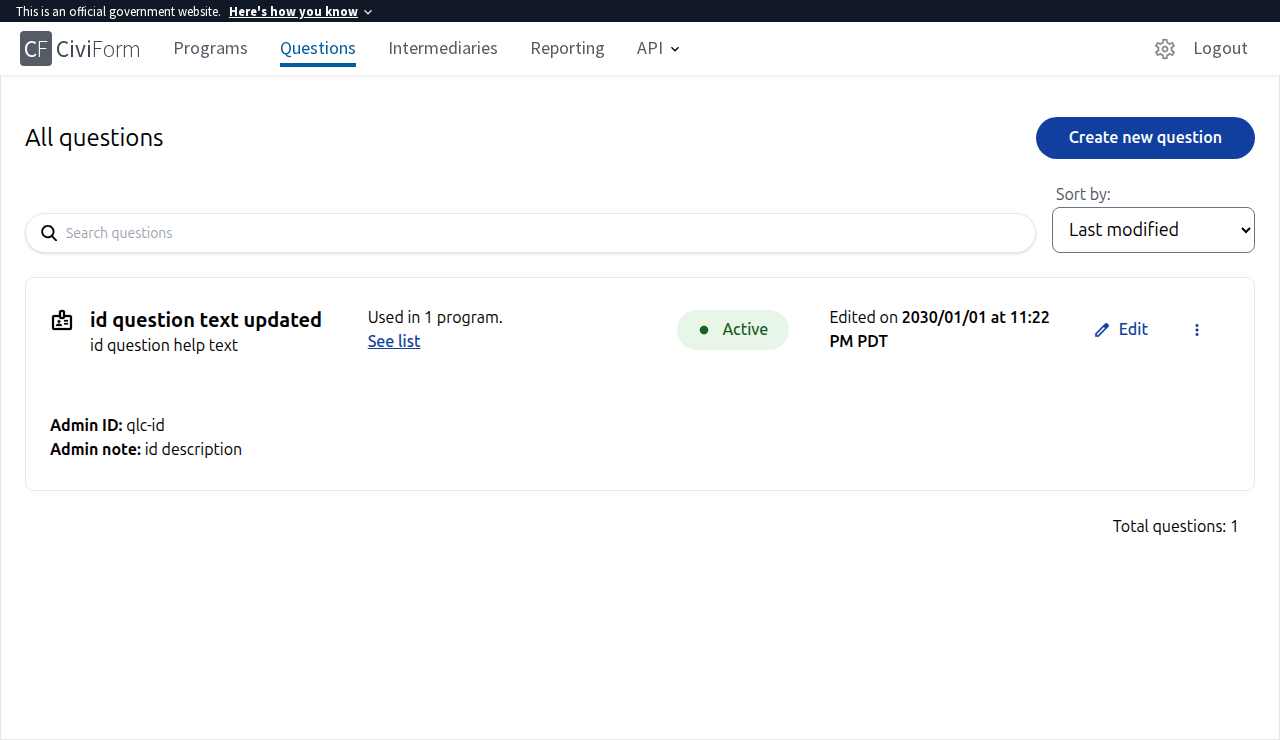 This is an official government website. Here's how you know
CF CiviForm Programs Questions Intermediaries Reporting API Logout
All questions
Create new question
Sort by:
Search questions
Last modified
id question text updated
id question help text
Used in 1 program.
See list
Active
Edited on 2030/01/01 at 11:22
PM PDT
Edit
Admin ID: qlc-id
Admin note: id description
Total questions: 1